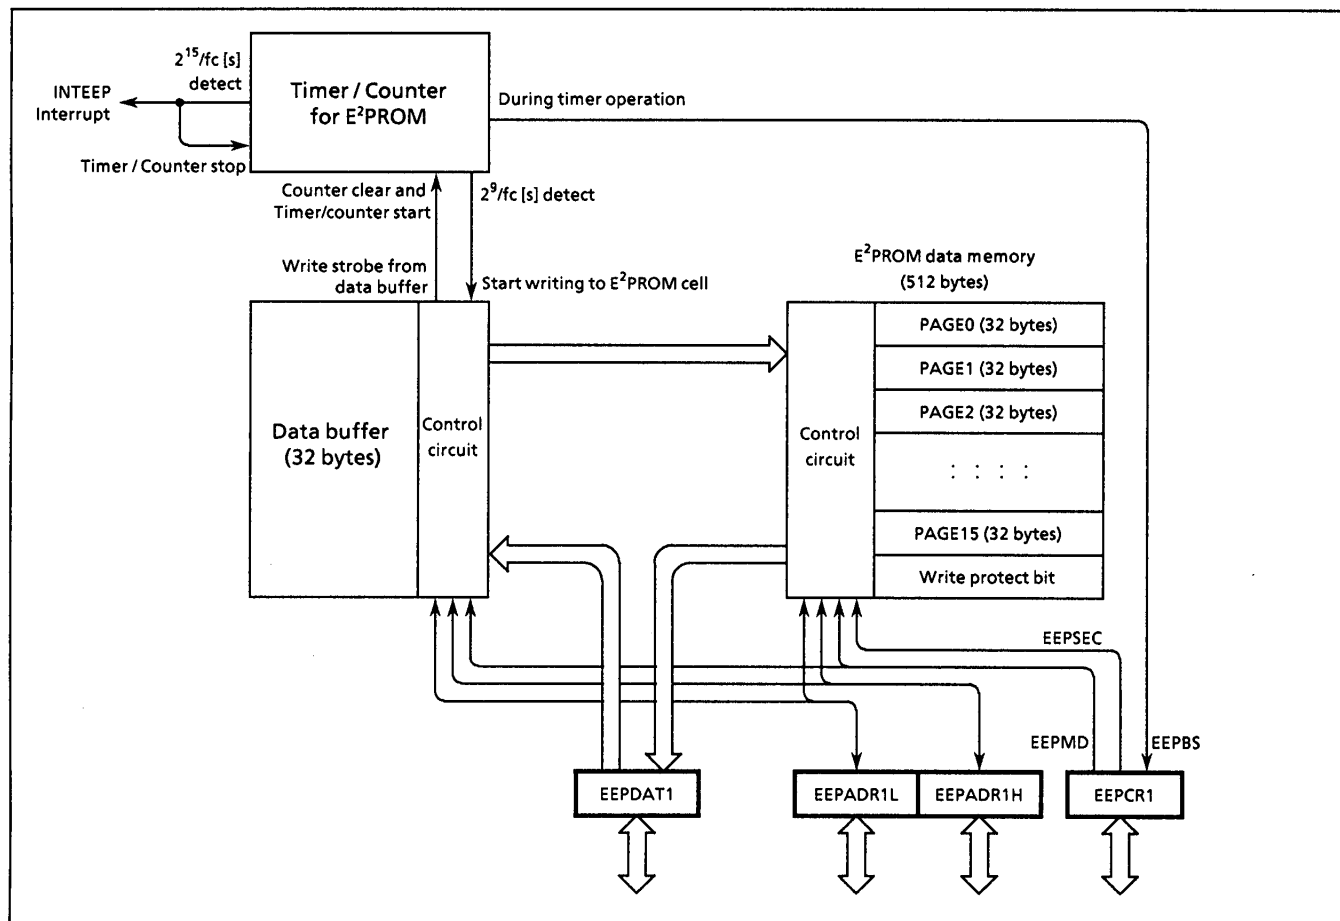 2¹⁵/fc [s]
detect
INTEEP
Interrupt
Timer / Counter stop
Timer / Counter
for E²PROM
During timer operation
Counter clear and
Timer/counter start
2⁹/fc [s] detect
Write strobe from
data buffer
Start writing to E²PROM cell
E²PROM data memory
(512 bytes)
Data buffer
(32 bytes)
Control
circuit
Control
circuit
PAGE0 (32 bytes)
PAGE1 (32 bytes)
PAGE2 (32 bytes)
: : : :
PAGE15 (32 bytes)
Write protect bit
EEPSEC
EEPMD
EEPBS
EEPDAT1
EEPADR1L
EEPADR1H
EEPCR1